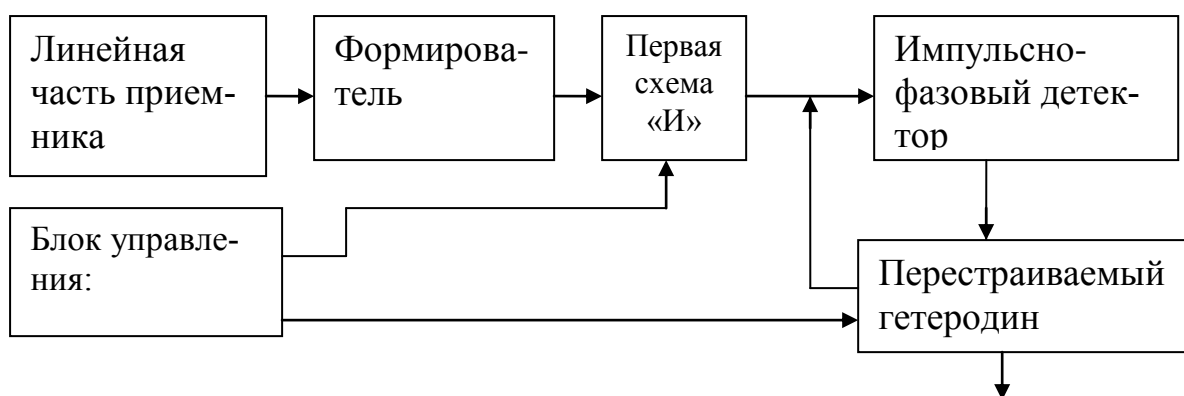 Линейная
часть прием-
ника
Формирова-
тель
Первая
схема
«И»
Импульсно-
фазовый детек-
тор
Блок управле-
ния:
Перестраиваемый
гетеродин